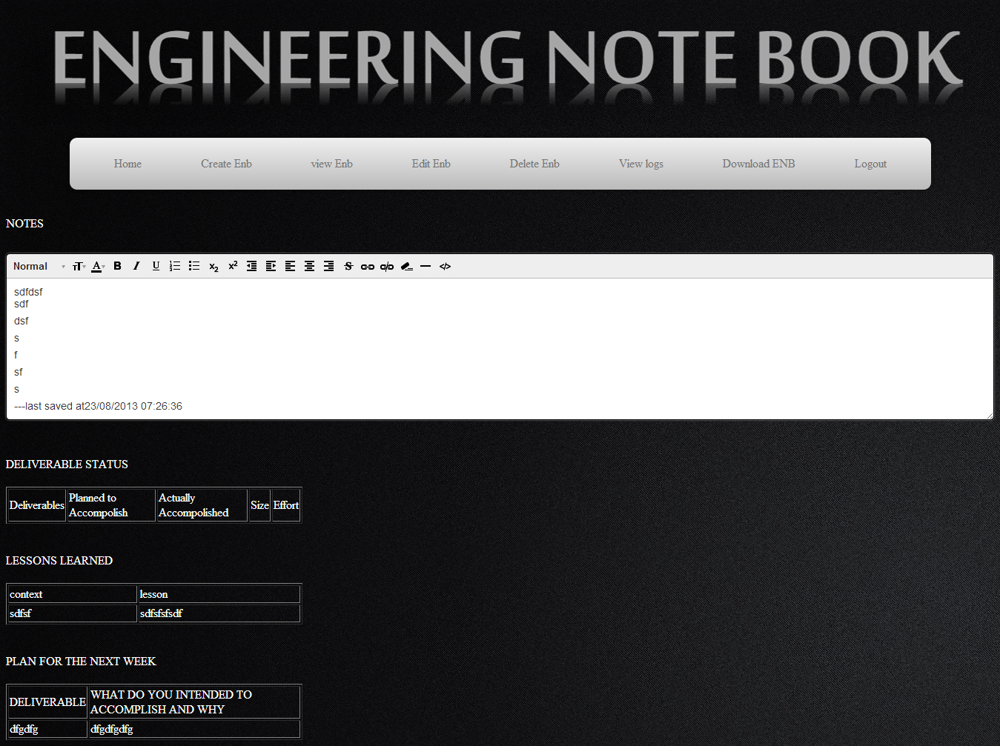 ENGINEERING NOTE BOOK
Home Create Enb view Enb Edit Enb Delete Enb View logs Download ENB Logout
NOTES
Normal
sdfdsf
sdf
dsf
s
f
sf
s
---last saved at23/08/2013 07:26:36
DELIVERABLE STATUS
Deliverables Planned to Accompolish Actually Accompolished Size Effort
LESSONS LEARNED
context lesson
sdfsf sdfsfsfsdf
PLAN FOR THE NEXT WEEK
DELIVERABLE WHAT DO YOU INTENDED TO ACCOMPLISH AND WHY
dfgdfg dfgdfgdfg